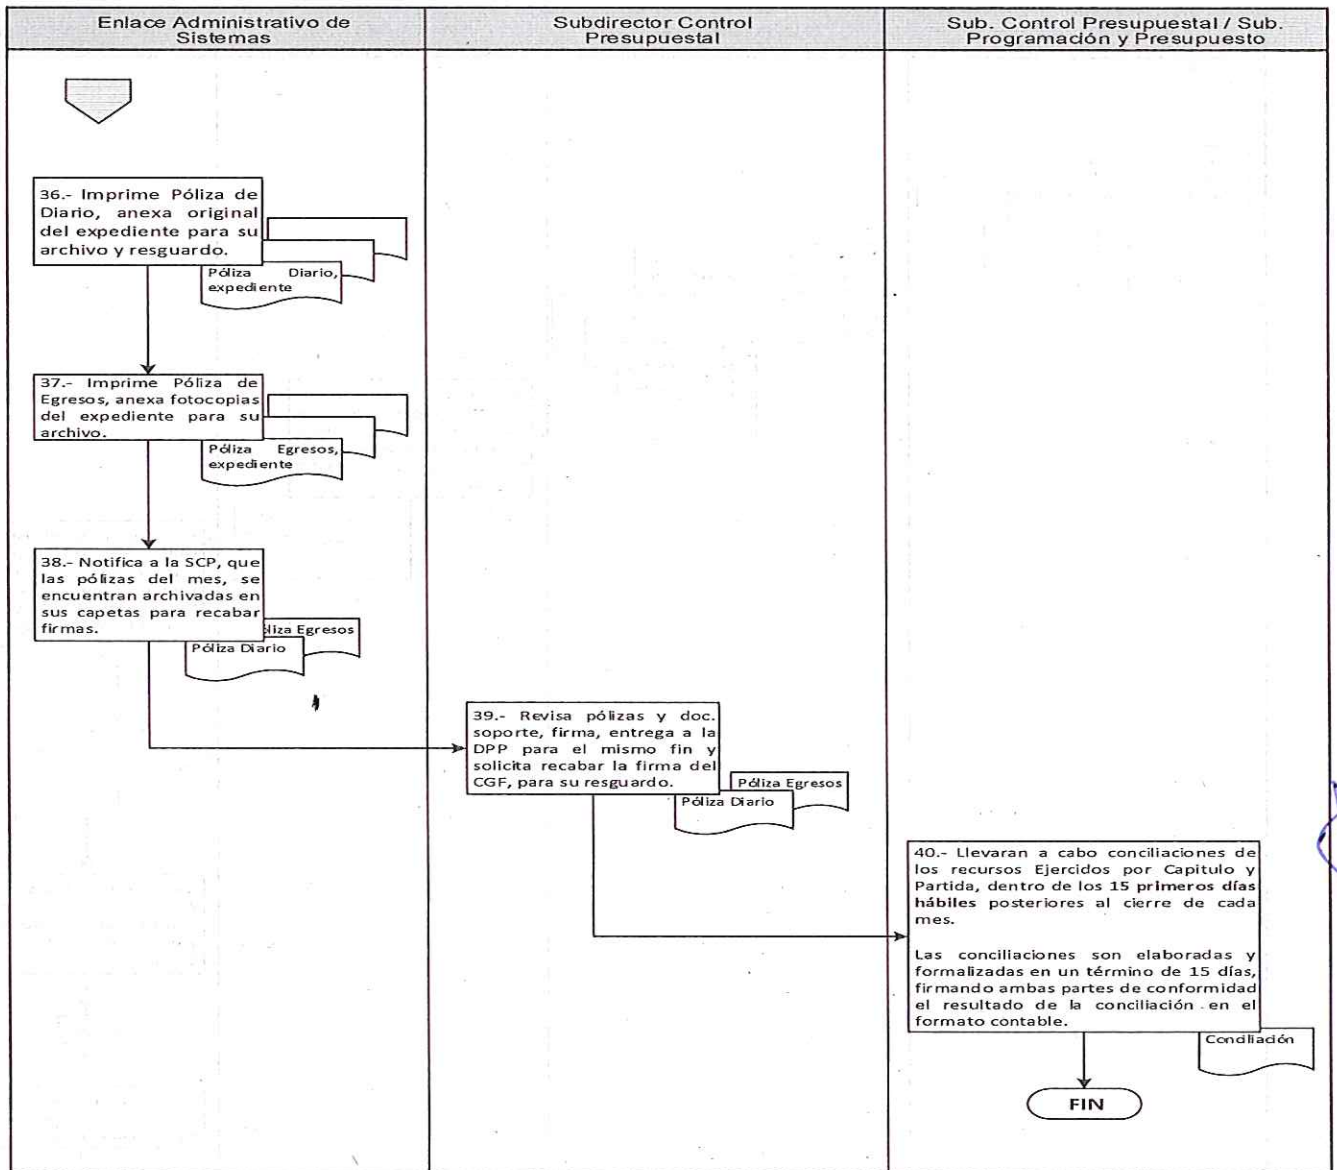 Enlace Administrativo de
Sistemas
Subdirector Control
Presupuestal
Sub. Control Presupuestal / Sub.
Programación y Presupuesto
36.- Imprime Póliza de
Diario, anexa original
del expediente para su
archivo y resguardo.
Póliza Diario,
expediente
37.- Imprime Póliza de
Egresos, anexa fotocopias
del expediente para su
archivo.
Póliza Egresos,
expediente
38.- Notifica a la SCP, que
las pólizas del mes, se
encuentran archivadas en
sus capetas para recabar
firmas.
liza Egresos
Póliza Diario
39.- Revisa pólizas y doc.
soporte, firma, entrega a la
DPP para el mismo fin y
solicita recabar la firma del
CGF, para su resguardo.
Póliza Egresos
Póliza Diario
40.- Llevaran a cabo conciliaciones de
los recursos Ejercidos por Capitulo y
Partida, dentro de los 15 primeros días
hábiles posteriores al cierre de cada
mes.
Las conciliaciones son elaboradas y
formalizadas en un término de 15 días,
firmando ambas partes de conformidad
el resultado de la conciliación en el
formato contable.
Conciliación
FIN